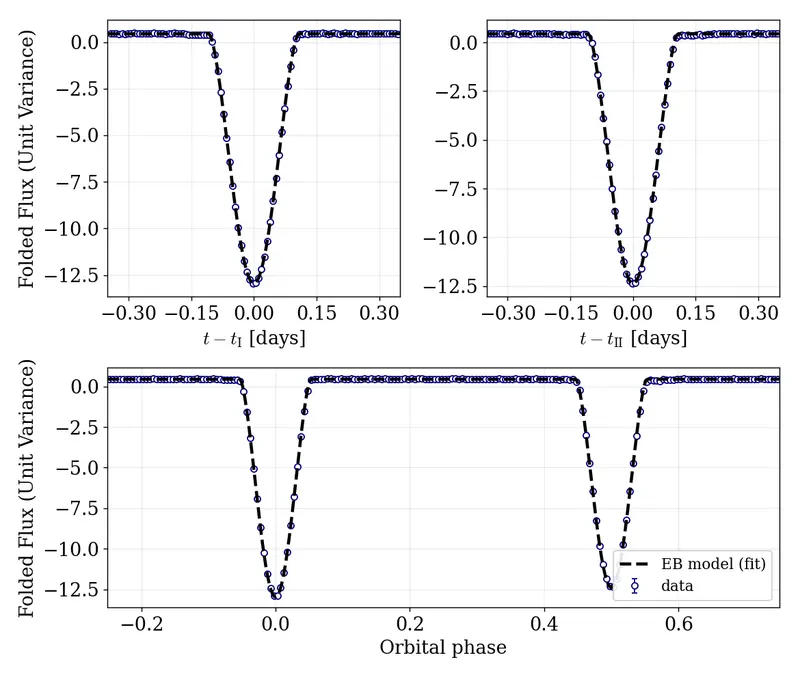 Folded Flux (Unit Variance)
0.0
−2.5
−5.0
−7.5
−10.0
−12.5
−0.30 −0.15 0.00 0.15 0.30
t − tI [days]
0.0
−2.5
−5.0
−7.5
−10.0
−12.5
−0.30 −0.15 0.00 0.15 0.30
t − tII [days]
Folded Flux (Unit Variance)
0.0
−2.5
−5.0
−7.5
−10.0
−12.5
EB model (fit)
data
−0.2 0.0 0.2 0.4 0.6
Orbital phase